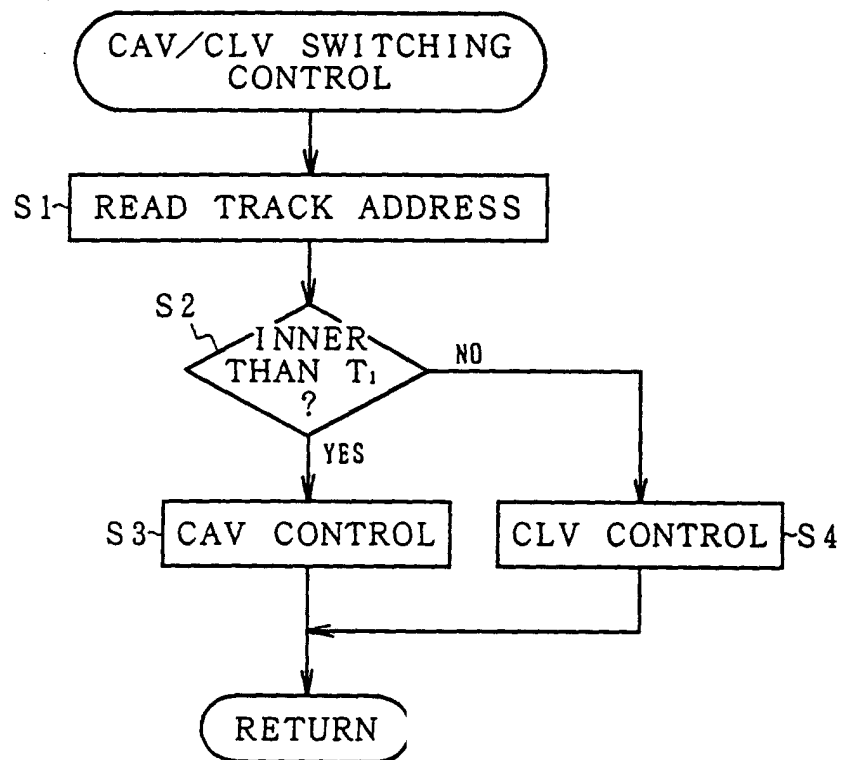 CAV/CLV SWITCHING
CONTROL
S1
READ TRACK ADDRESS
S2
INNER
THAN T₁
?
NO
YES
S3
CAV CONTROL
CLV CONTROL
S4
RETURN